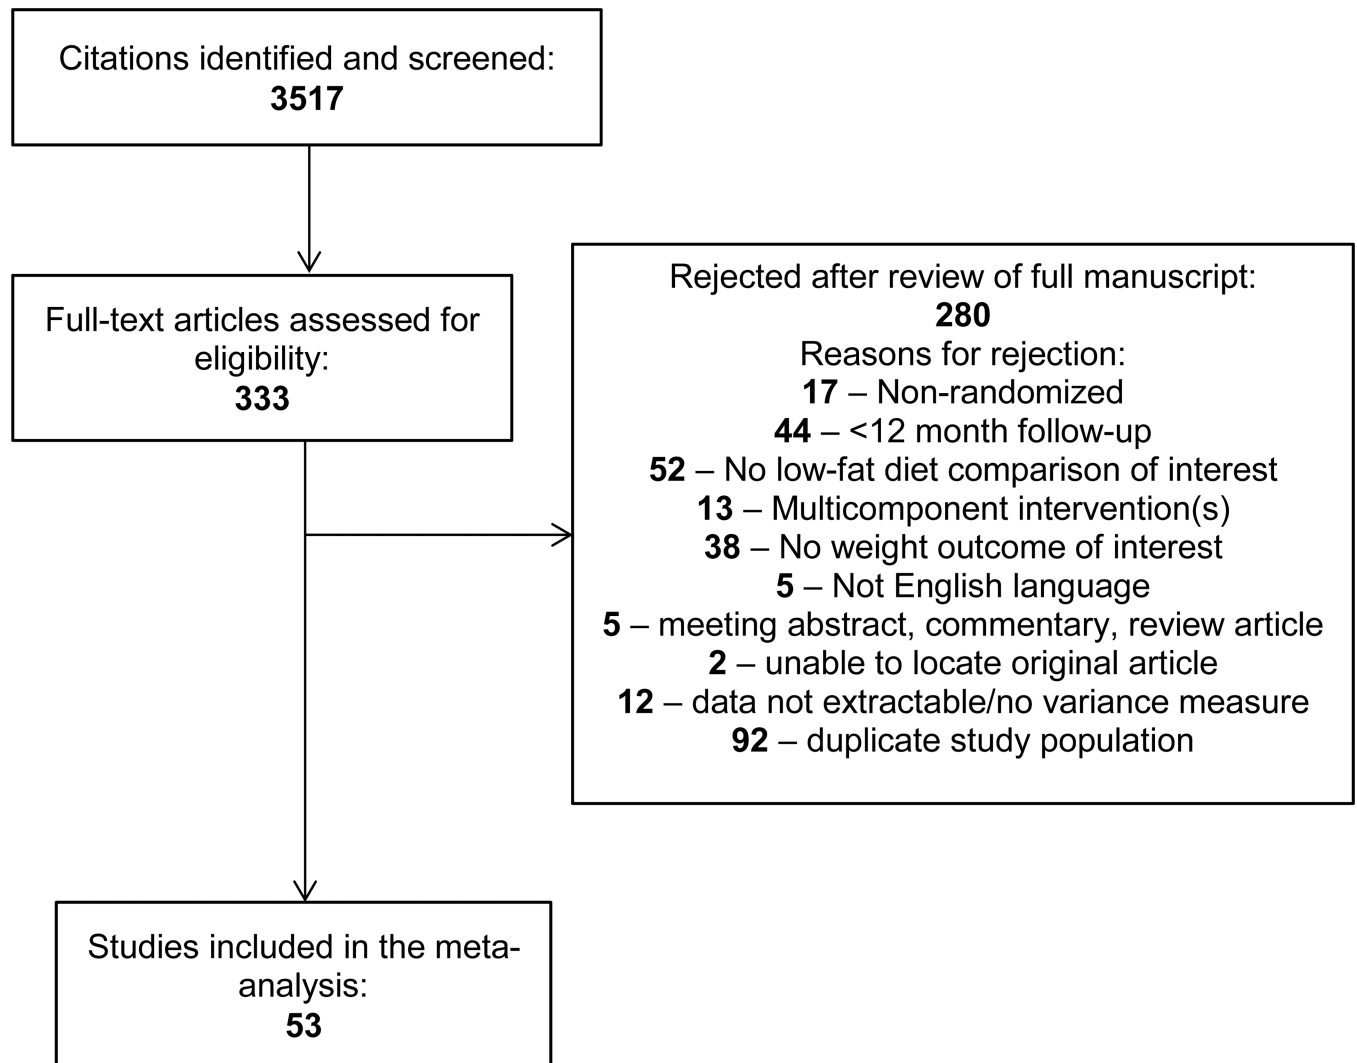 Citations identified and screened:
3517
Full-text articles assessed for
eligibility:
333
Rejected after review of full manuscript:
280
Reasons for rejection:
17 – Non-randomized
44 – <12 month follow-up
52 – No low-fat diet comparison of interest
13 – Multicomponent intervention(s)
38 – No weight outcome of interest
5 – Not English language
5 – meeting abstract, commentary, review article
2 – unable to locate original article
12 – data not extractable/no variance measure
92 – duplicate study population
Studies included in the meta-
analysis:
53